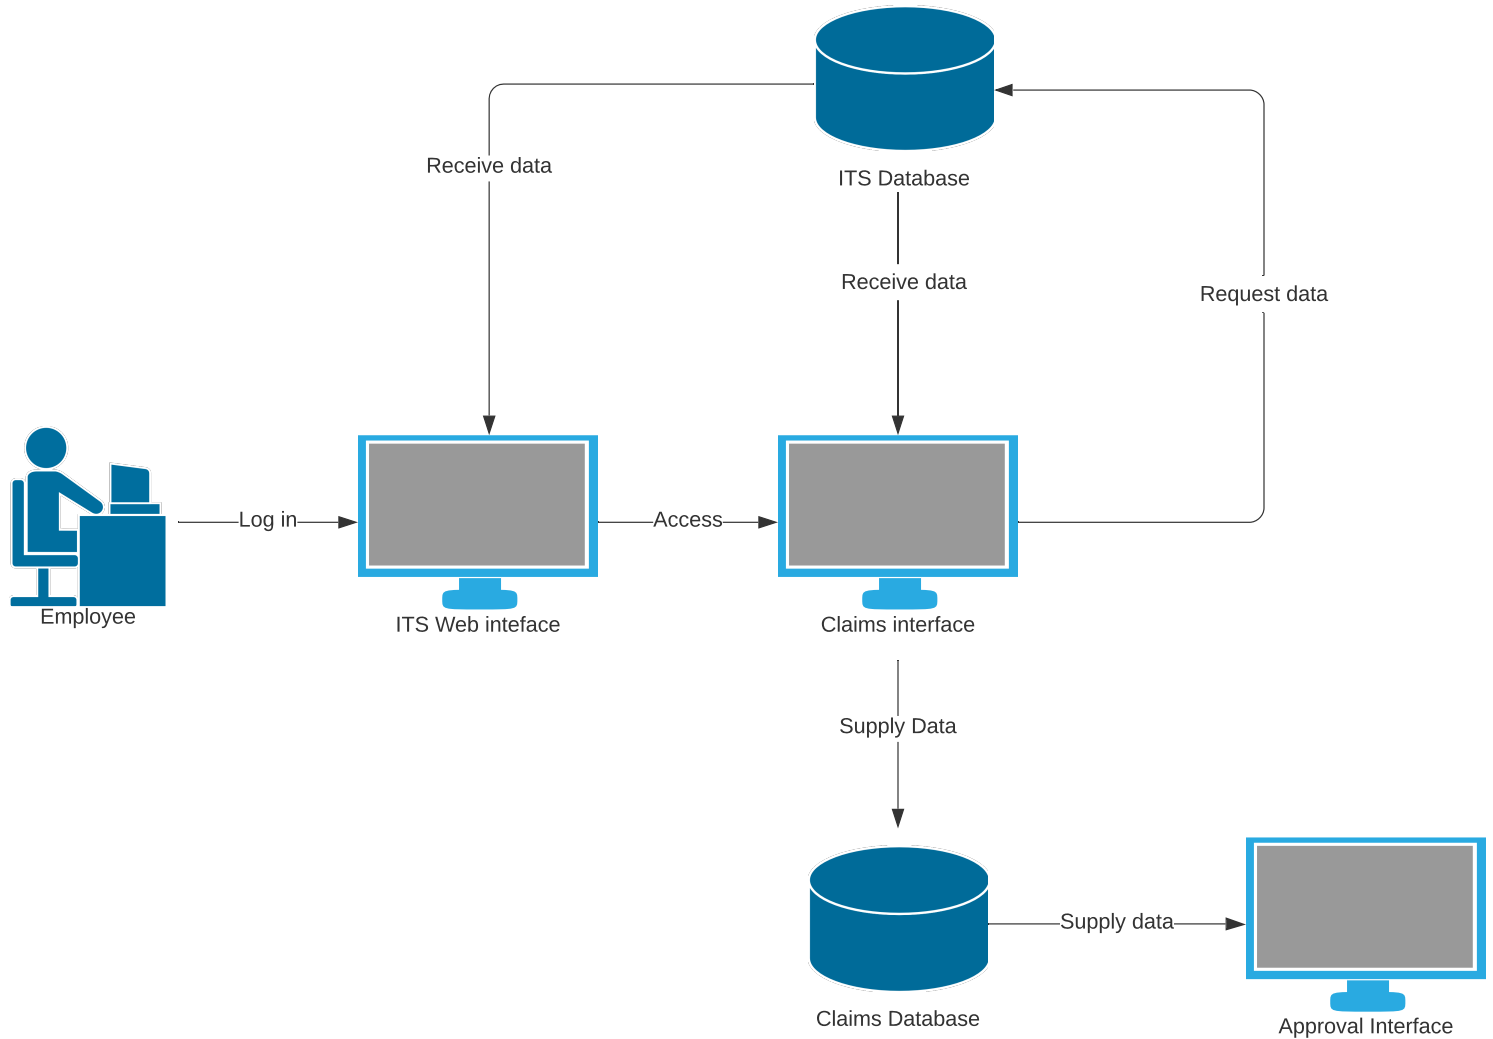 Receive data
ITS Database
Receive data
Request data
Log in
Access
Employee
ITS Web inteface
Claims interface
Supply Data
Supply data
Claims Database
Approval Interface